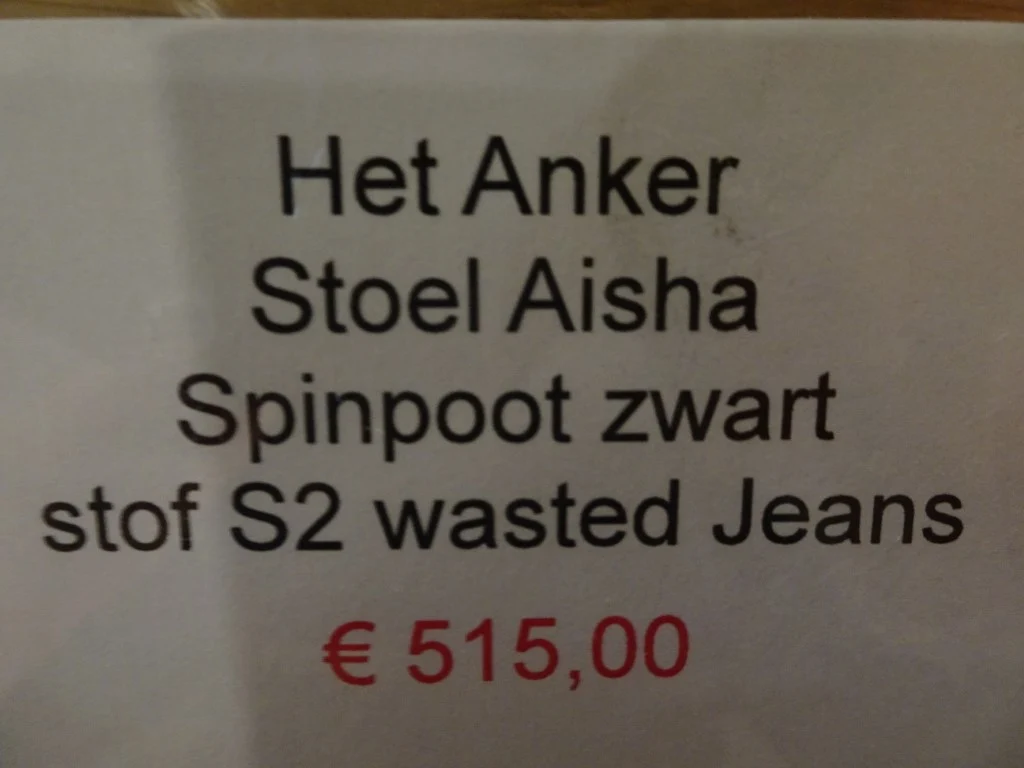 Het Anker
Stoel Aisha
Spinpoot zwart
stof S2 wasted Jeans
€ 515,00